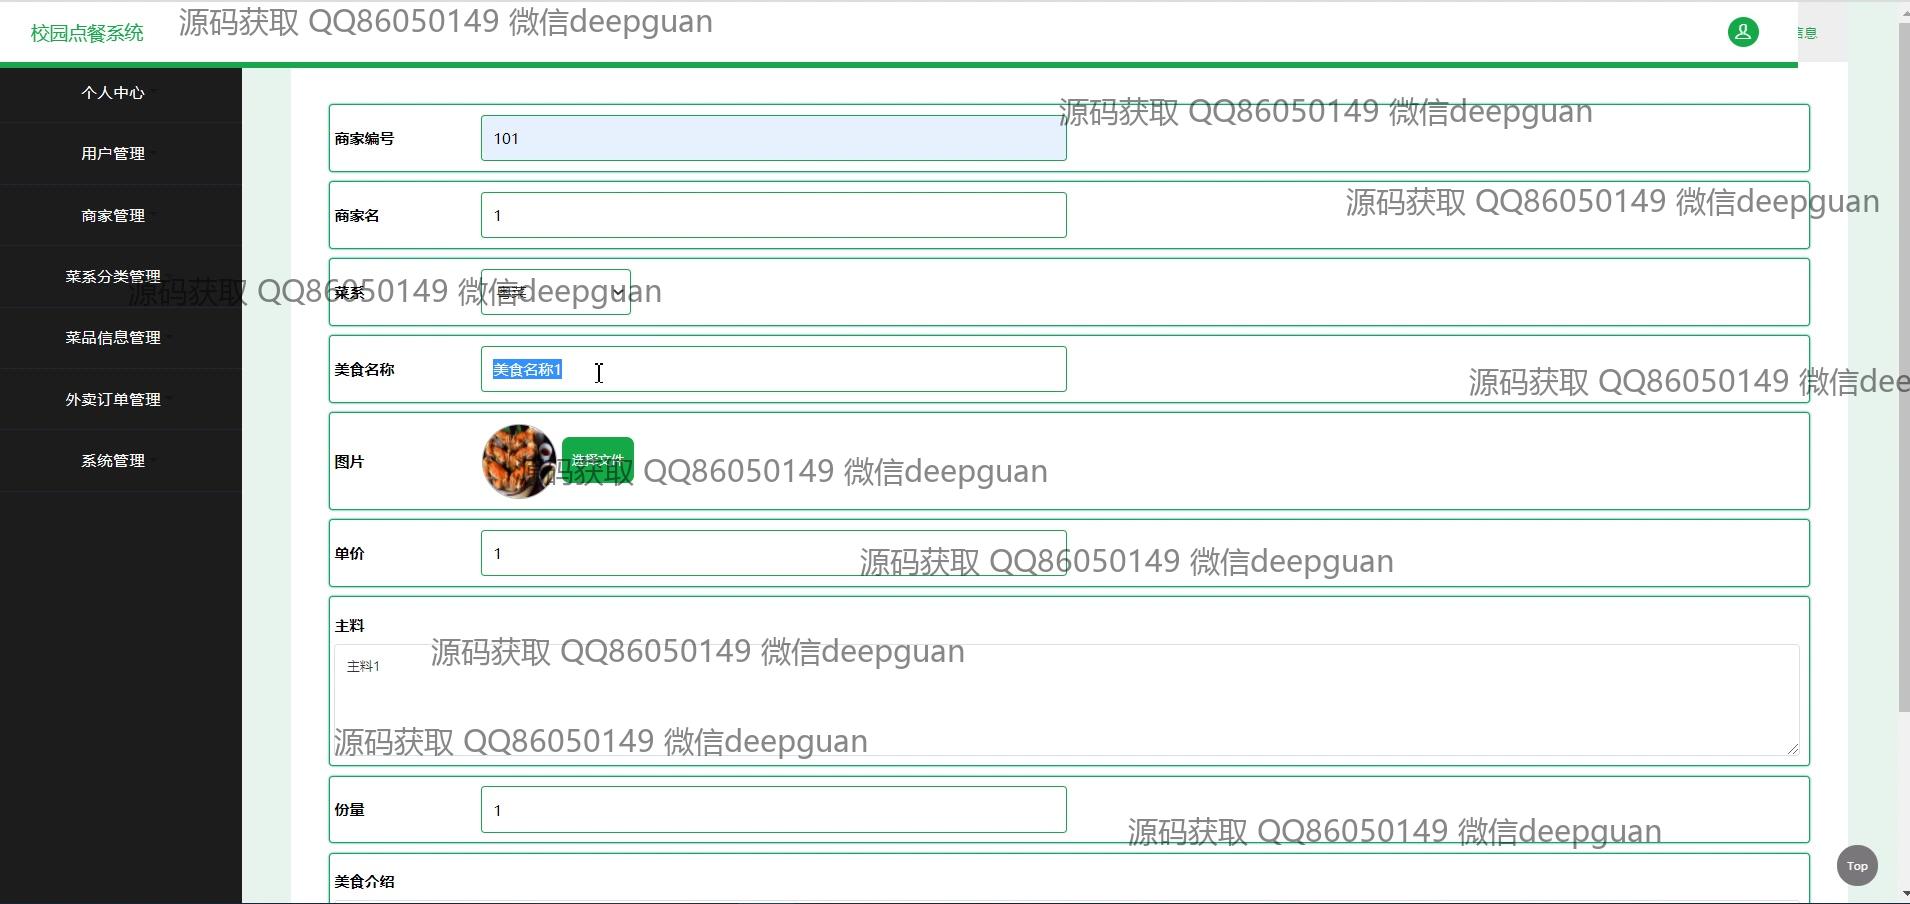 校园点餐系统
源码获取 QQ86050149 微信deepguan
信息
个人中心
用户管理
商家管理
菜系分类管理
菜品信息管理
外卖订单管理
系统管理
源码获取 QQ86050149 微信deepguan
商家编号
101
源码获取 QQ86050149 微信deepguan
商家名
1
源码获取 QQ86050149 微信deepguan
菜系
粤菜
源码获取 QQ86050149 微信dee
美食名称
美食名称1
图片
选择文件
源码获取 QQ86050149 微信deepguan
单价
1
源码获取 QQ86050149 微信deepguan
主料
主料1
源码获取 QQ86050149 微信deepguan
源码获取 QQ86050149 微信deepguan
份量
1
源码获取 QQ86050149 微信deepguan
Top
美食介绍